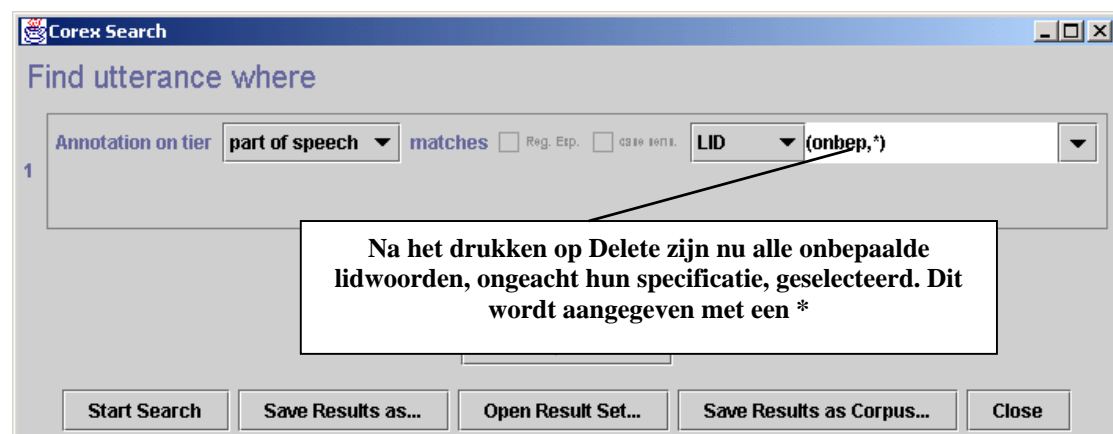 Corex Search
Find utterance where
Annotation on tier part of speech matches Reg. Exp. case sens. LID (onbep,*)
1
Na het drukken op Delete zijn nu alle onbepaalde
lidwoorden, ongeacht hun specificatie, geselecteerd. Dit
wordt aangegeven met een *
Start Search Save Results as... Open Result Set... Save Results as Corpus... Close